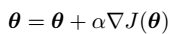 𝜽 = 𝜽 + α∇J(𝜽)